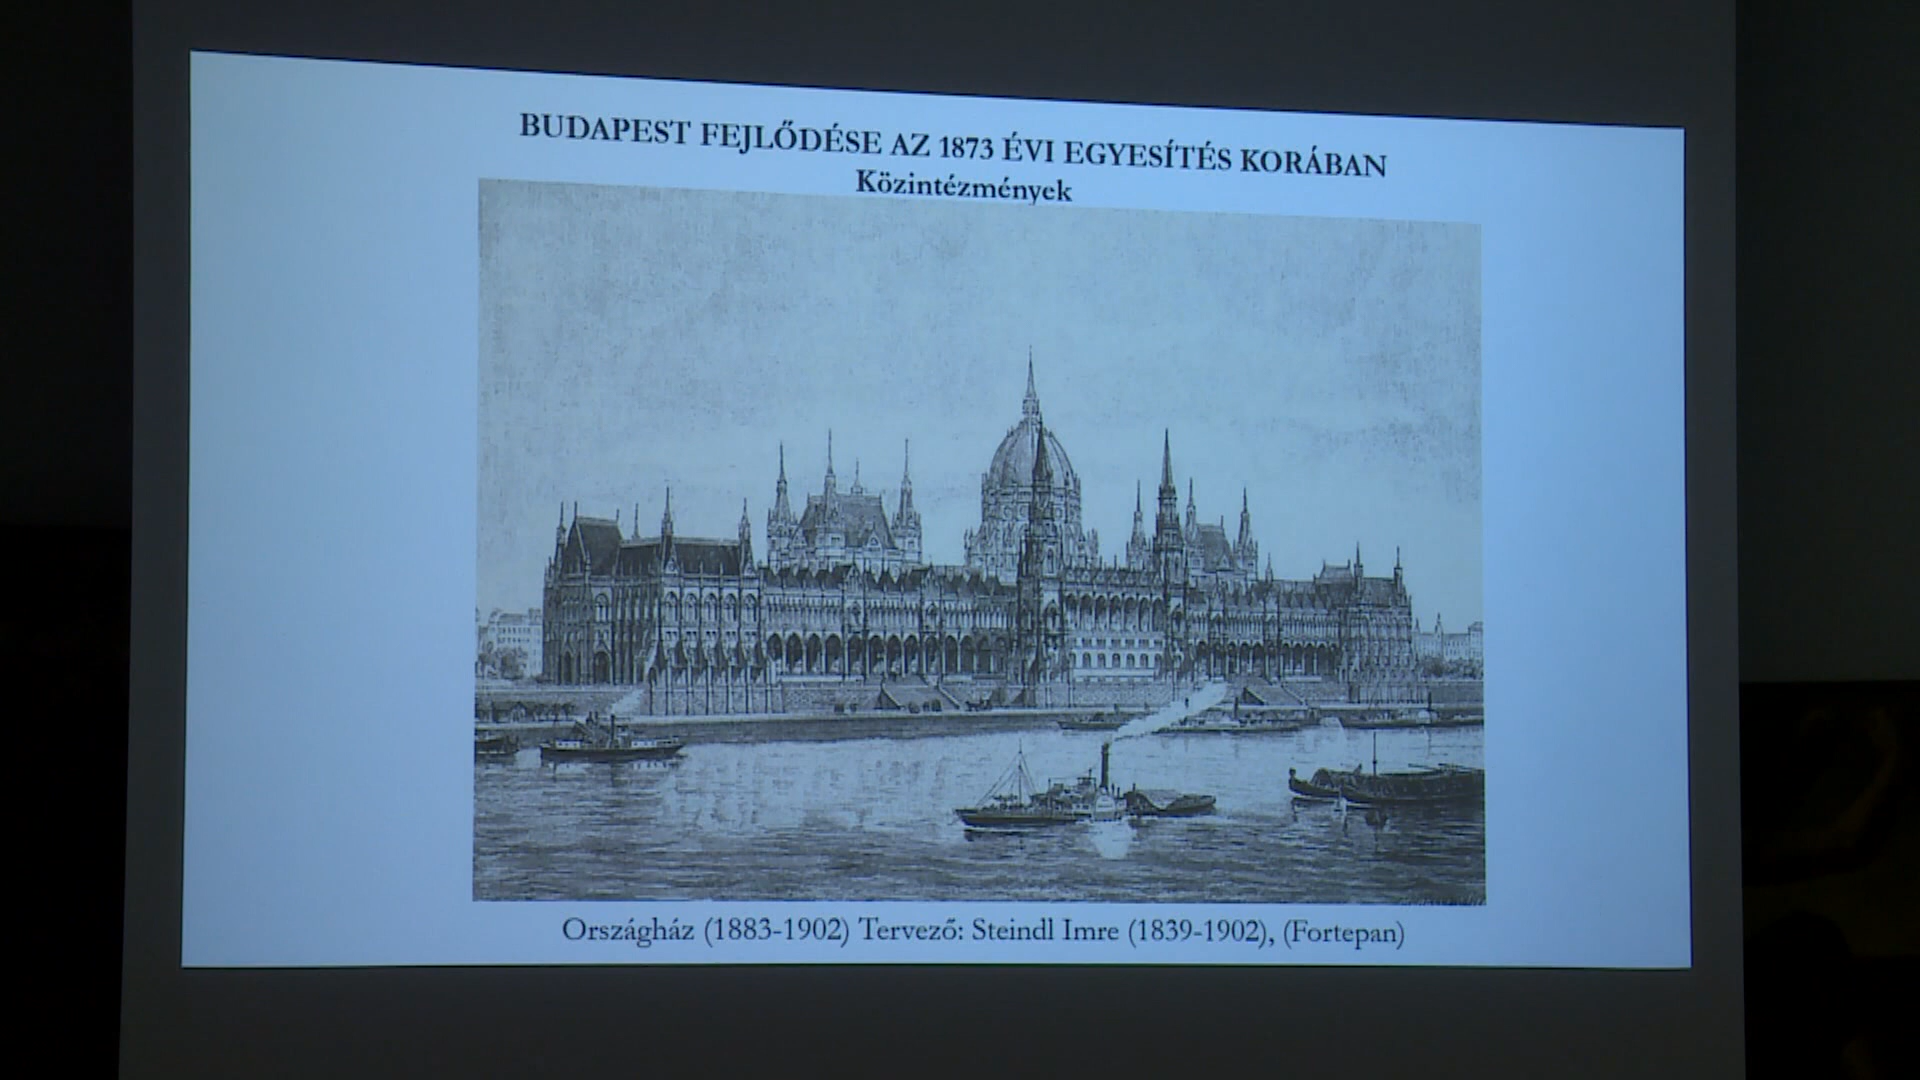 BUDAPEST FEJLŐDÉSE AZ 1873 ÉVI EGYESÍTÉS KORÁBAN
Közintézmények
Országház (1883-1902) Tervező: Steindl Imre (1839-1902), (Fortepan)